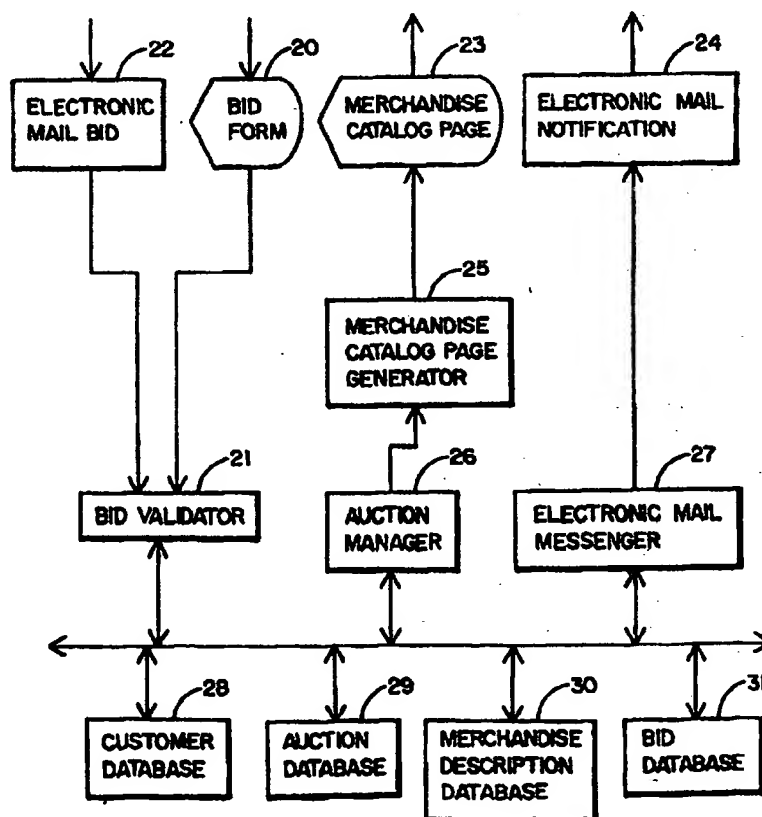 22
20
23
24
ELECTRONIC
MAIL BID
BID
FORM
MERCHANDISE
CATALOG PAGE
ELECTRONIC MAIL
NOTIFICATION
25
MERCHANDISE
CATALOG PAGE
GENERATOR
21
26
27
BID VALIDATOR
AUCTION
MANAGER
ELECTRONIC MAIL
MESSENGER
28
29
30
31
CUSTOMER
DATABASE
AUCTION
DATABASE
MERCHANDISE
DESCRIPTION
DATABASE
BID
DATABASE